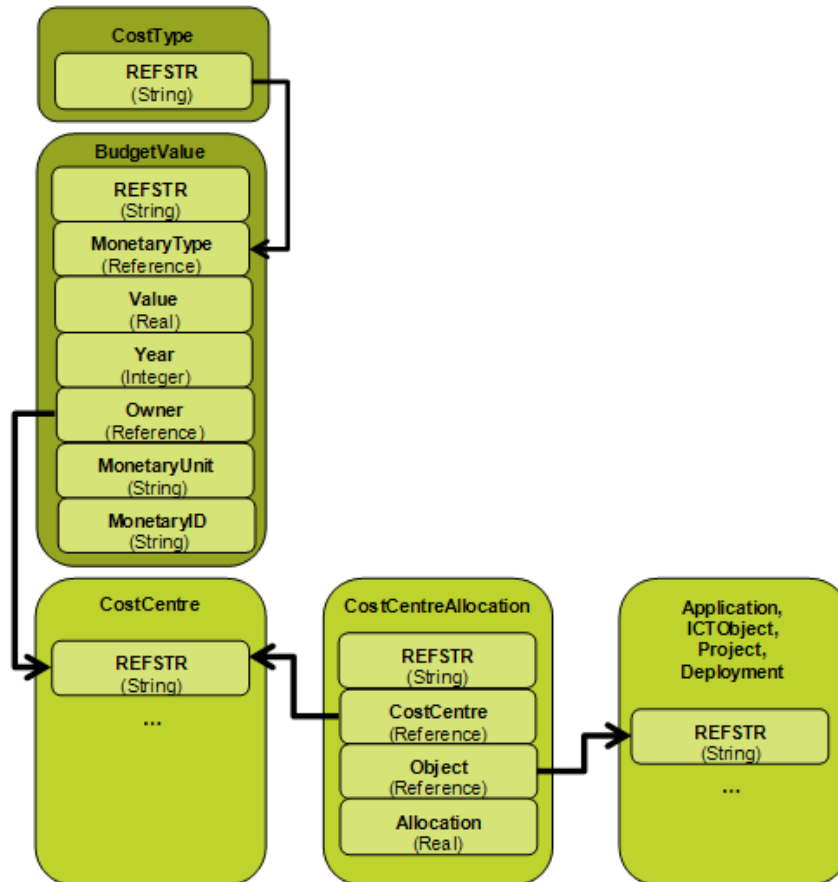 CostType
REFSTR
(String)
BudgetValue
REFSTR
(String)
MonetaryType
(Reference)
Value
(Real)
Year
(Integer)
Owner
(Reference)
MonetaryUnit
(String)
MonetaryID
(String)
CostCentre
REFSTR
(String)
...
CostCentreAllocation
REFSTR
(String)
CostCentre
(Reference)
Object
(Reference)
Allocation
(Real)
Application,
ICTObject,
Project,
Deployment
REFSTR
(String)
...